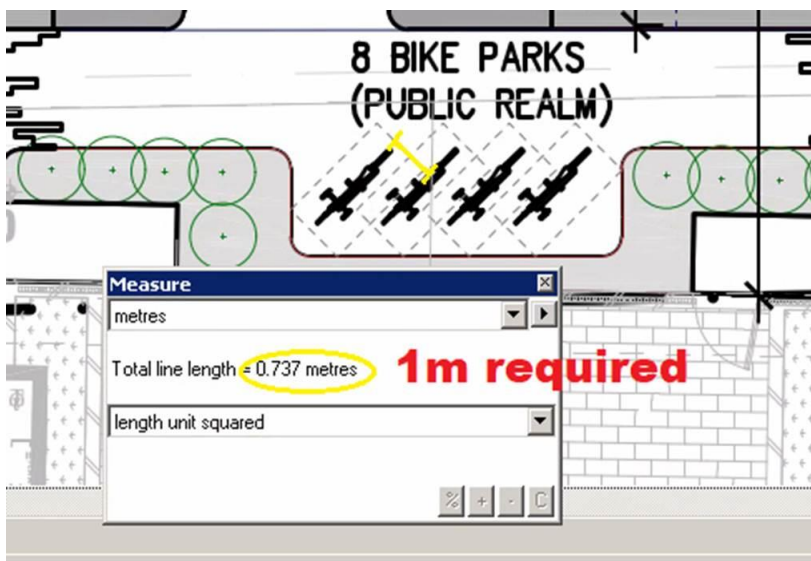 8 BIKE PARKS
(PUBLIC REALM)
Measure
metres
Total line length = 0.737 metres
1m required
length unit squared
% + - C